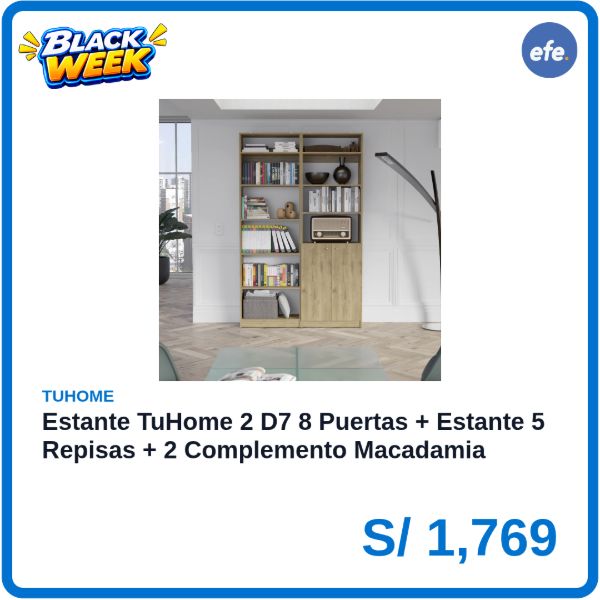 BLACK
WEEK
efe.
TUHOME
Estante TuHome 2 D7 8 Puertas + Estante 5
Repisas + 2 Complemento Macadamia
S/ 1,769